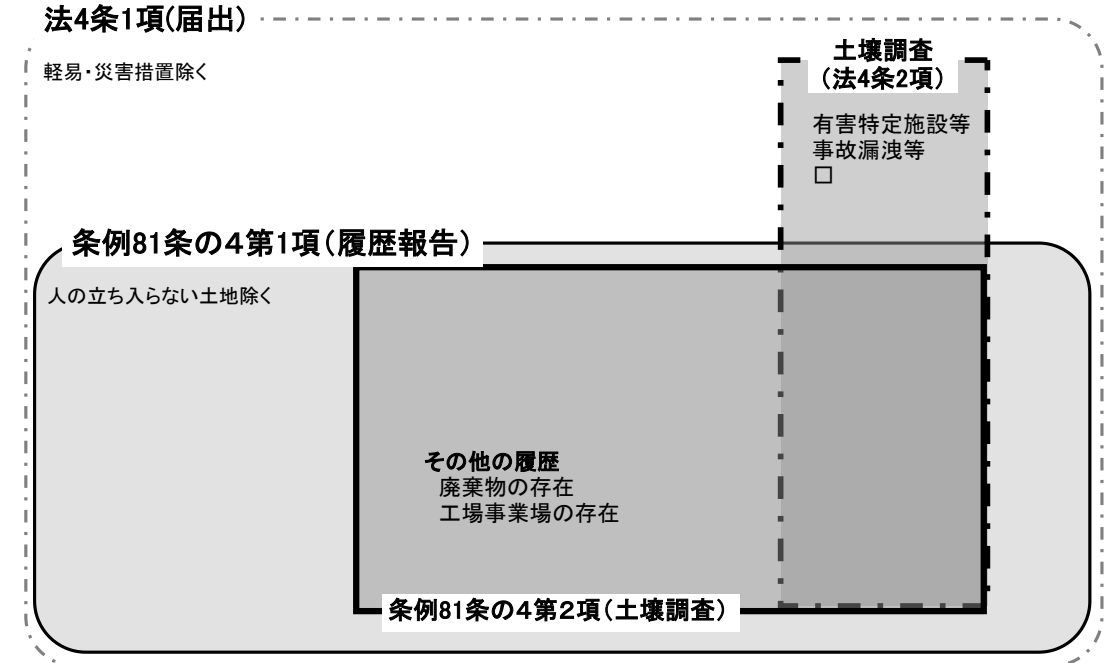 法4条1項(届出)
軽易・災害措置除く
土壌調査
（法4条2項）
有害特定施設等
事故漏洩等
□
条例81条の４第1項（履歴報告）
人の立ち入らない土地除く
その他の履歴
廃棄物の存在
工場事業場の存在
条例81条の４第２項（土壌調査）